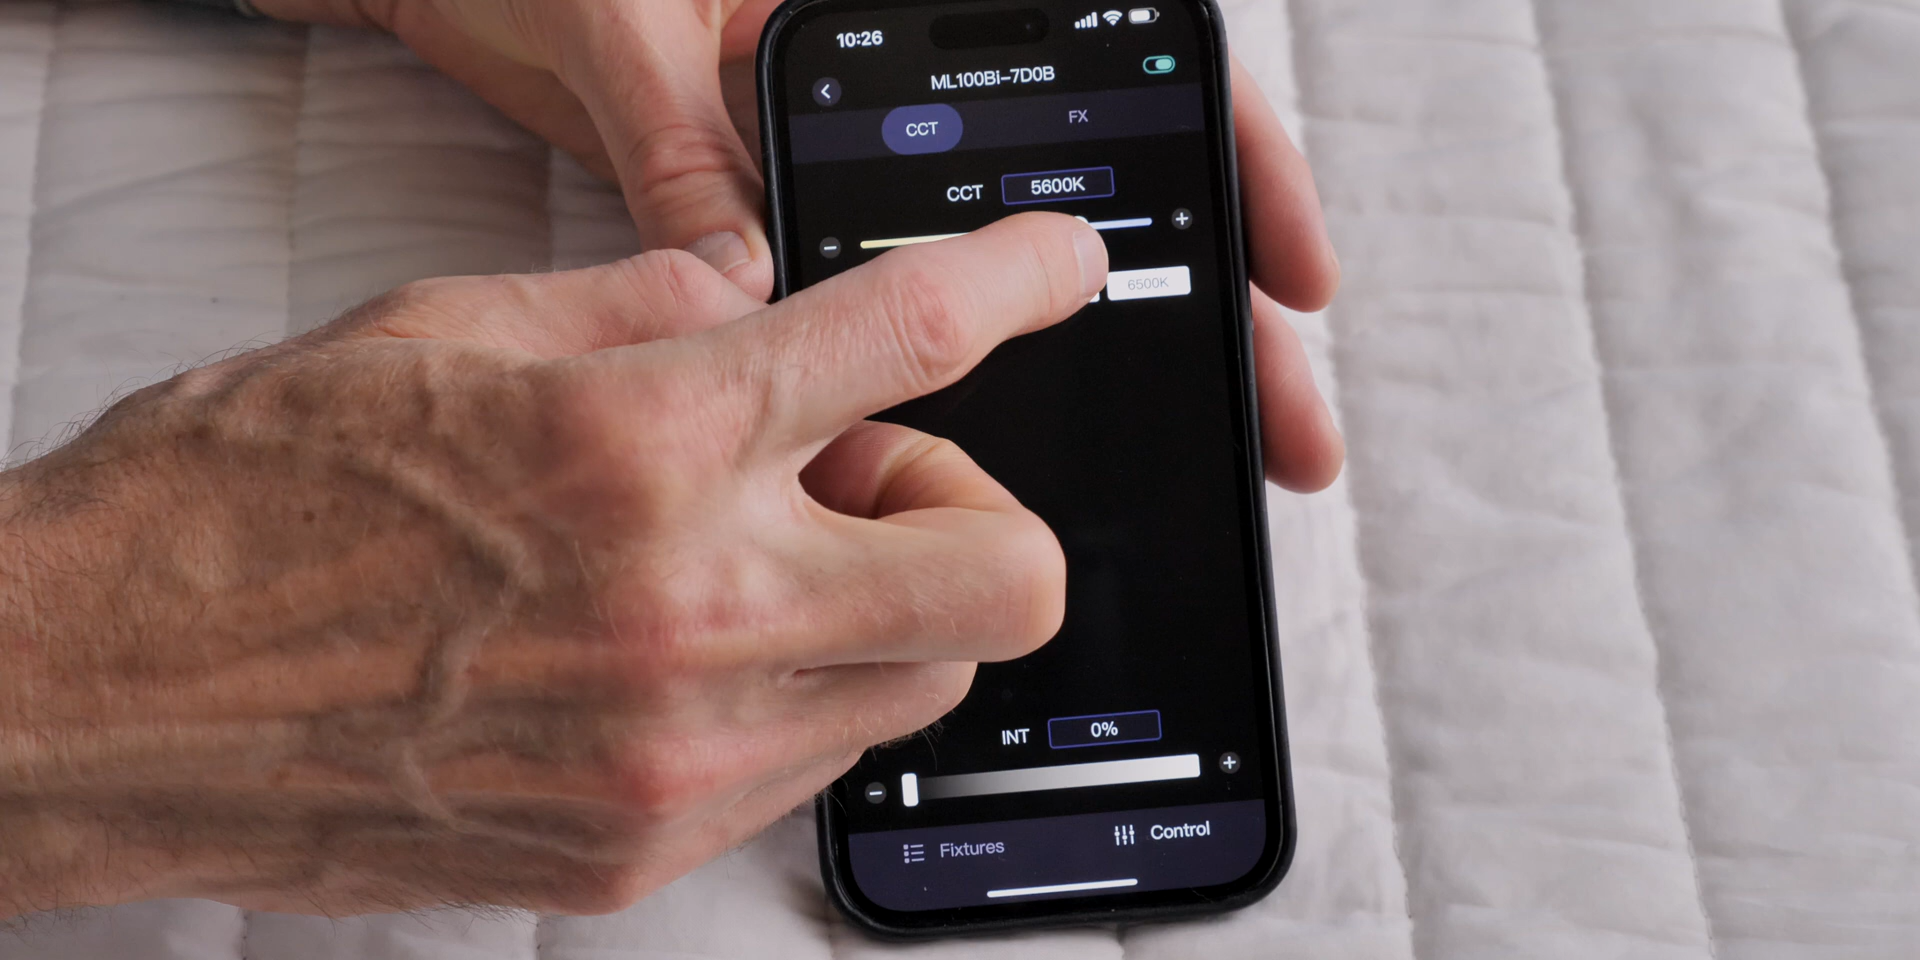 10:26
ML100Bi-7D0B
CCT
FX
CCT 5600K
6500K
INT 0%
Fixtures
Control